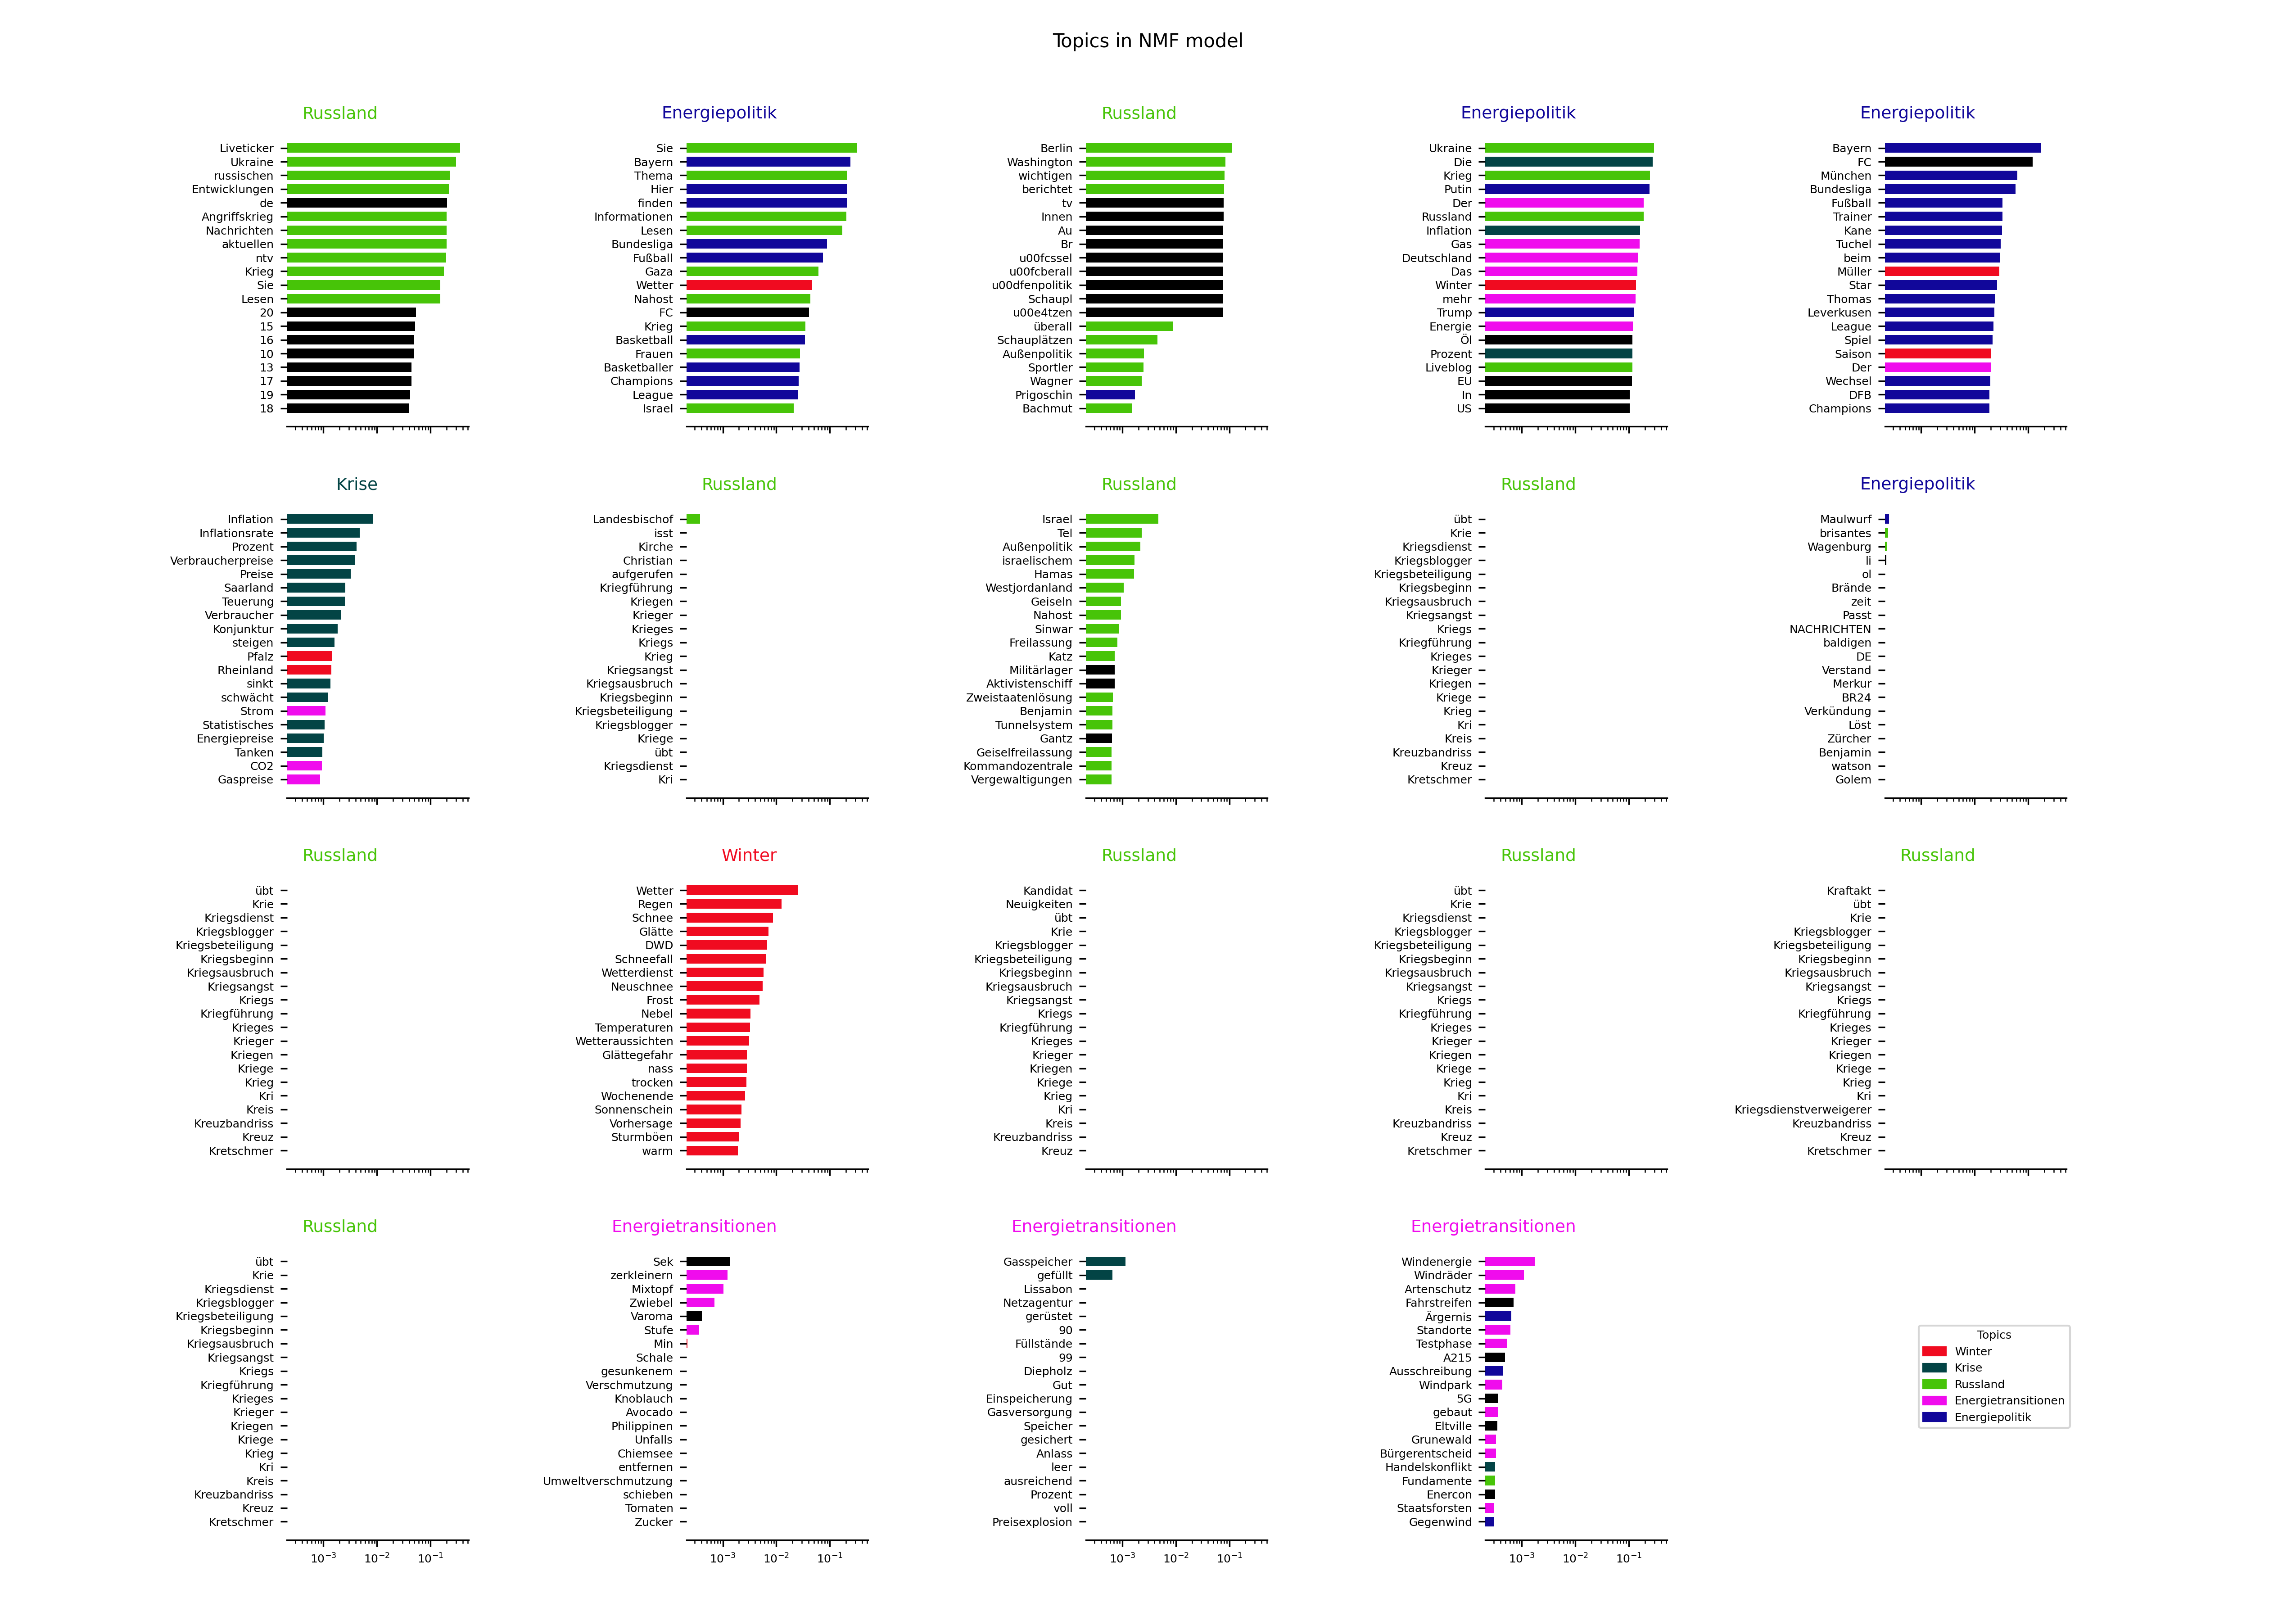 Topics in NMF model
Russland
Liveticker
Ukraine
russischen
Entwicklungen
de
Angriffskrieg
Nachrichten
aktuellen
ntv
Krieg
Sie
Lesen
20
15
16
10
13
17
19
18
Energiepolitik
Sie
Bayern
Thema
Hier
finden
Informationen
Lesen
Bundesliga
Fußball
Gaza
Wetter
Nahost
FC
Krieg
Basketball
Frauen
Basketballer
Champions
League
Israel
Russland
Berlin
Washington
wichtigen
berichtet
tv
Innen
Au
Br
u00fcssel
u00fcberall
u00dfenpolitik
Schaupl
u00e4tzen
überall
Schauplätzen
Außenpolitik
Sportler
Wagner
Prigoschin
Bachmut
Energiepolitik
Ukraine
Die
Krieg
Putin
Der
Russland
Inflation
Gas
Deutschland
Das
Winter
mehr
Trump
Energie
Öl
Prozent
Liveblog
EU
In
US
Energiepolitik
Bayern
FC
München
Bundesliga
Fußball
Trainer
Kane
Tuchel
beim
Müller
Star
Thomas
Leverkusen
League
Spiel
Saison
Der
Wechsel
DFB
Champions
Krise
Inflation
Inflationsrate
Prozent
Verbraucherpreise
Preise
Saarland
Teuerung
Verbraucher
Konjunktur
steigen
Pfalz
Rheinland
sinkt
schwächt
Strom
Statistisches
Energiepreise
Tanken
CO2
Gaspreise
Russland
Landesbischof
isst
Kirche
Christian
aufgerufen
Kriegführung
Kriegen
Krieger
Krieges
Kriegs
Krieg
Kriegsangst
Kriegsausbruch
Kriegsbeginn
Kriegsbeteiligung
Kriegsblogger
Kriege
übt
Kriegsdienst
Kri
Russland
Israel
Tel
Außenpolitik
israelischem
Hamas
Westjordanland
Geiseln
Nahost
Sinwar
Freilassung
Katz
Militärlager
Aktivistenschiff
Zweistaatenlösung
Benjamin
Tunnelsystem
Gantz
Geiselfreilassung
Kommandozentrale
Vergewaltigungen
Russland
übt
Krie
Kriegsdienst
Kriegsblogger
Kriegsbeteiligung
Kriegsbeginn
Kriegsausbruch
Kriegsangst
Kriegs
Kriegführung
Krieges
Krieger
Kriegen
Kriege
Krieg
Kri
Kreis
Kreuzbandriss
Kreuz
Kretschmer
Energiepolitik
Maulwurf
brisantes
Wagenburg
li
ol
Brände
zeit
Passt
NACHRICHTEN
baldigen
DE
Verstand
Merkur
BR24
Verkündung
Löst
Zürcher
Benjamin
watson
Golem
Russland
übt
Krie
Kriegsdienst
Kriegsblogger
Kriegsbeteiligung
Kriegsbeginn
Kriegsausbruch
Kriegsangst
Kriegs
Kriegführung
Krieges
Krieger
Kriegen
Kriege
Krieg
Kri
Kreis
Kreuzbandriss
Kreuz
Kretschmer
Winter
Wetter
Regen
Schnee
Glätte
DWD
Schneefall
Wetterdienst
Neuschnee
Frost
Nebel
Temperaturen
Wetteraussichten
Glättegefahr
nass
trocken
Wochenende
Sonnenschein
Vorhersage
Sturmböen
warm
Russland
Kandidat
Neuigkeiten
übt
Krie
Kriegsblogger
Kriegsbeteiligung
Kriegsbeginn
Kriegsausbruch
Kriegsangst
Kriegs
Kriegführung
Krieges
Krieger
Kriegen
Kriege
Krieg
Kri
Kreis
Kreuzbandriss
Kreuz
Russland
übt
Krie
Kriegsdienst
Kriegsblogger
Kriegsbeteiligung
Kriegsbeginn
Kriegsausbruch
Kriegsangst
Kriegs
Kriegführung
Krieges
Krieger
Kriegen
Kriege
Krieg
Kri
Kreis
Kreuzbandriss
Kreuz
Kretschmer
Russland
Kraftakt
übt
Krie
Kriegsblogger
Kriegsbeteiligung
Kriegsbeginn
Kriegsausbruch
Kriegsangst
Kriegs
Kriegführung
Krieges
Krieger
Kriegen
Kriege
Krieg
Kri
Kriegsdienstverweigerer
Kreuzbandriss
Kreuz
Kretschmer
Russland
übt
Krie
Kriegsdienst
Kriegsblogger
Kriegsbeteiligung
Kriegsbeginn
Kriegsausbruch
Kriegsangst
Kriegs
Kriegführung
Krieges
Krieger
Kriegen
Kriege
Krieg
Kri
Kreis
Kreuzbandriss
Kreuz
Kretschmer
10⁻³ 10⁻² 10⁻¹
Energietransitionen
Sek
zerkleinern
Mixtopf
Zwiebel
Varoma
Stufe
Min
Schale
gesunkenem
Verschmutzung
Knoblauch
Avocado
Philippinen
Unfalls
Chiemsee
entfernen
Umweltverschmutzung
schieben
Tomaten
Zucker
10⁻³ 10⁻² 10⁻¹
Energietransitionen
Gasspeicher
gefüllt
Lissabon
Netzagentur
gerüstet
90
Füllstände
99
Diepholz
Gut
Einspeicherung
Gasversorgung
Speicher
gesichert
Anlass
leer
ausreichend
Prozent
voll
Preisexplosion
10⁻³ 10⁻² 10⁻¹
Energietransitionen
Windenergie
Windräder
Artenschutz
Fahrstreifen
Ärgernis
Standorte
Testphase
A215
Ausschreibung
Windpark
5G
gebaut
Eltville
Grunewald
Bürgerentscheid
Handelskonflikt
Fundamente
Enercon
Staatsforsten
Gegenwind
10⁻³ 10⁻² 10⁻¹
Topics
Winter
Krise
Russland
Energietransitionen
Energiepolitik